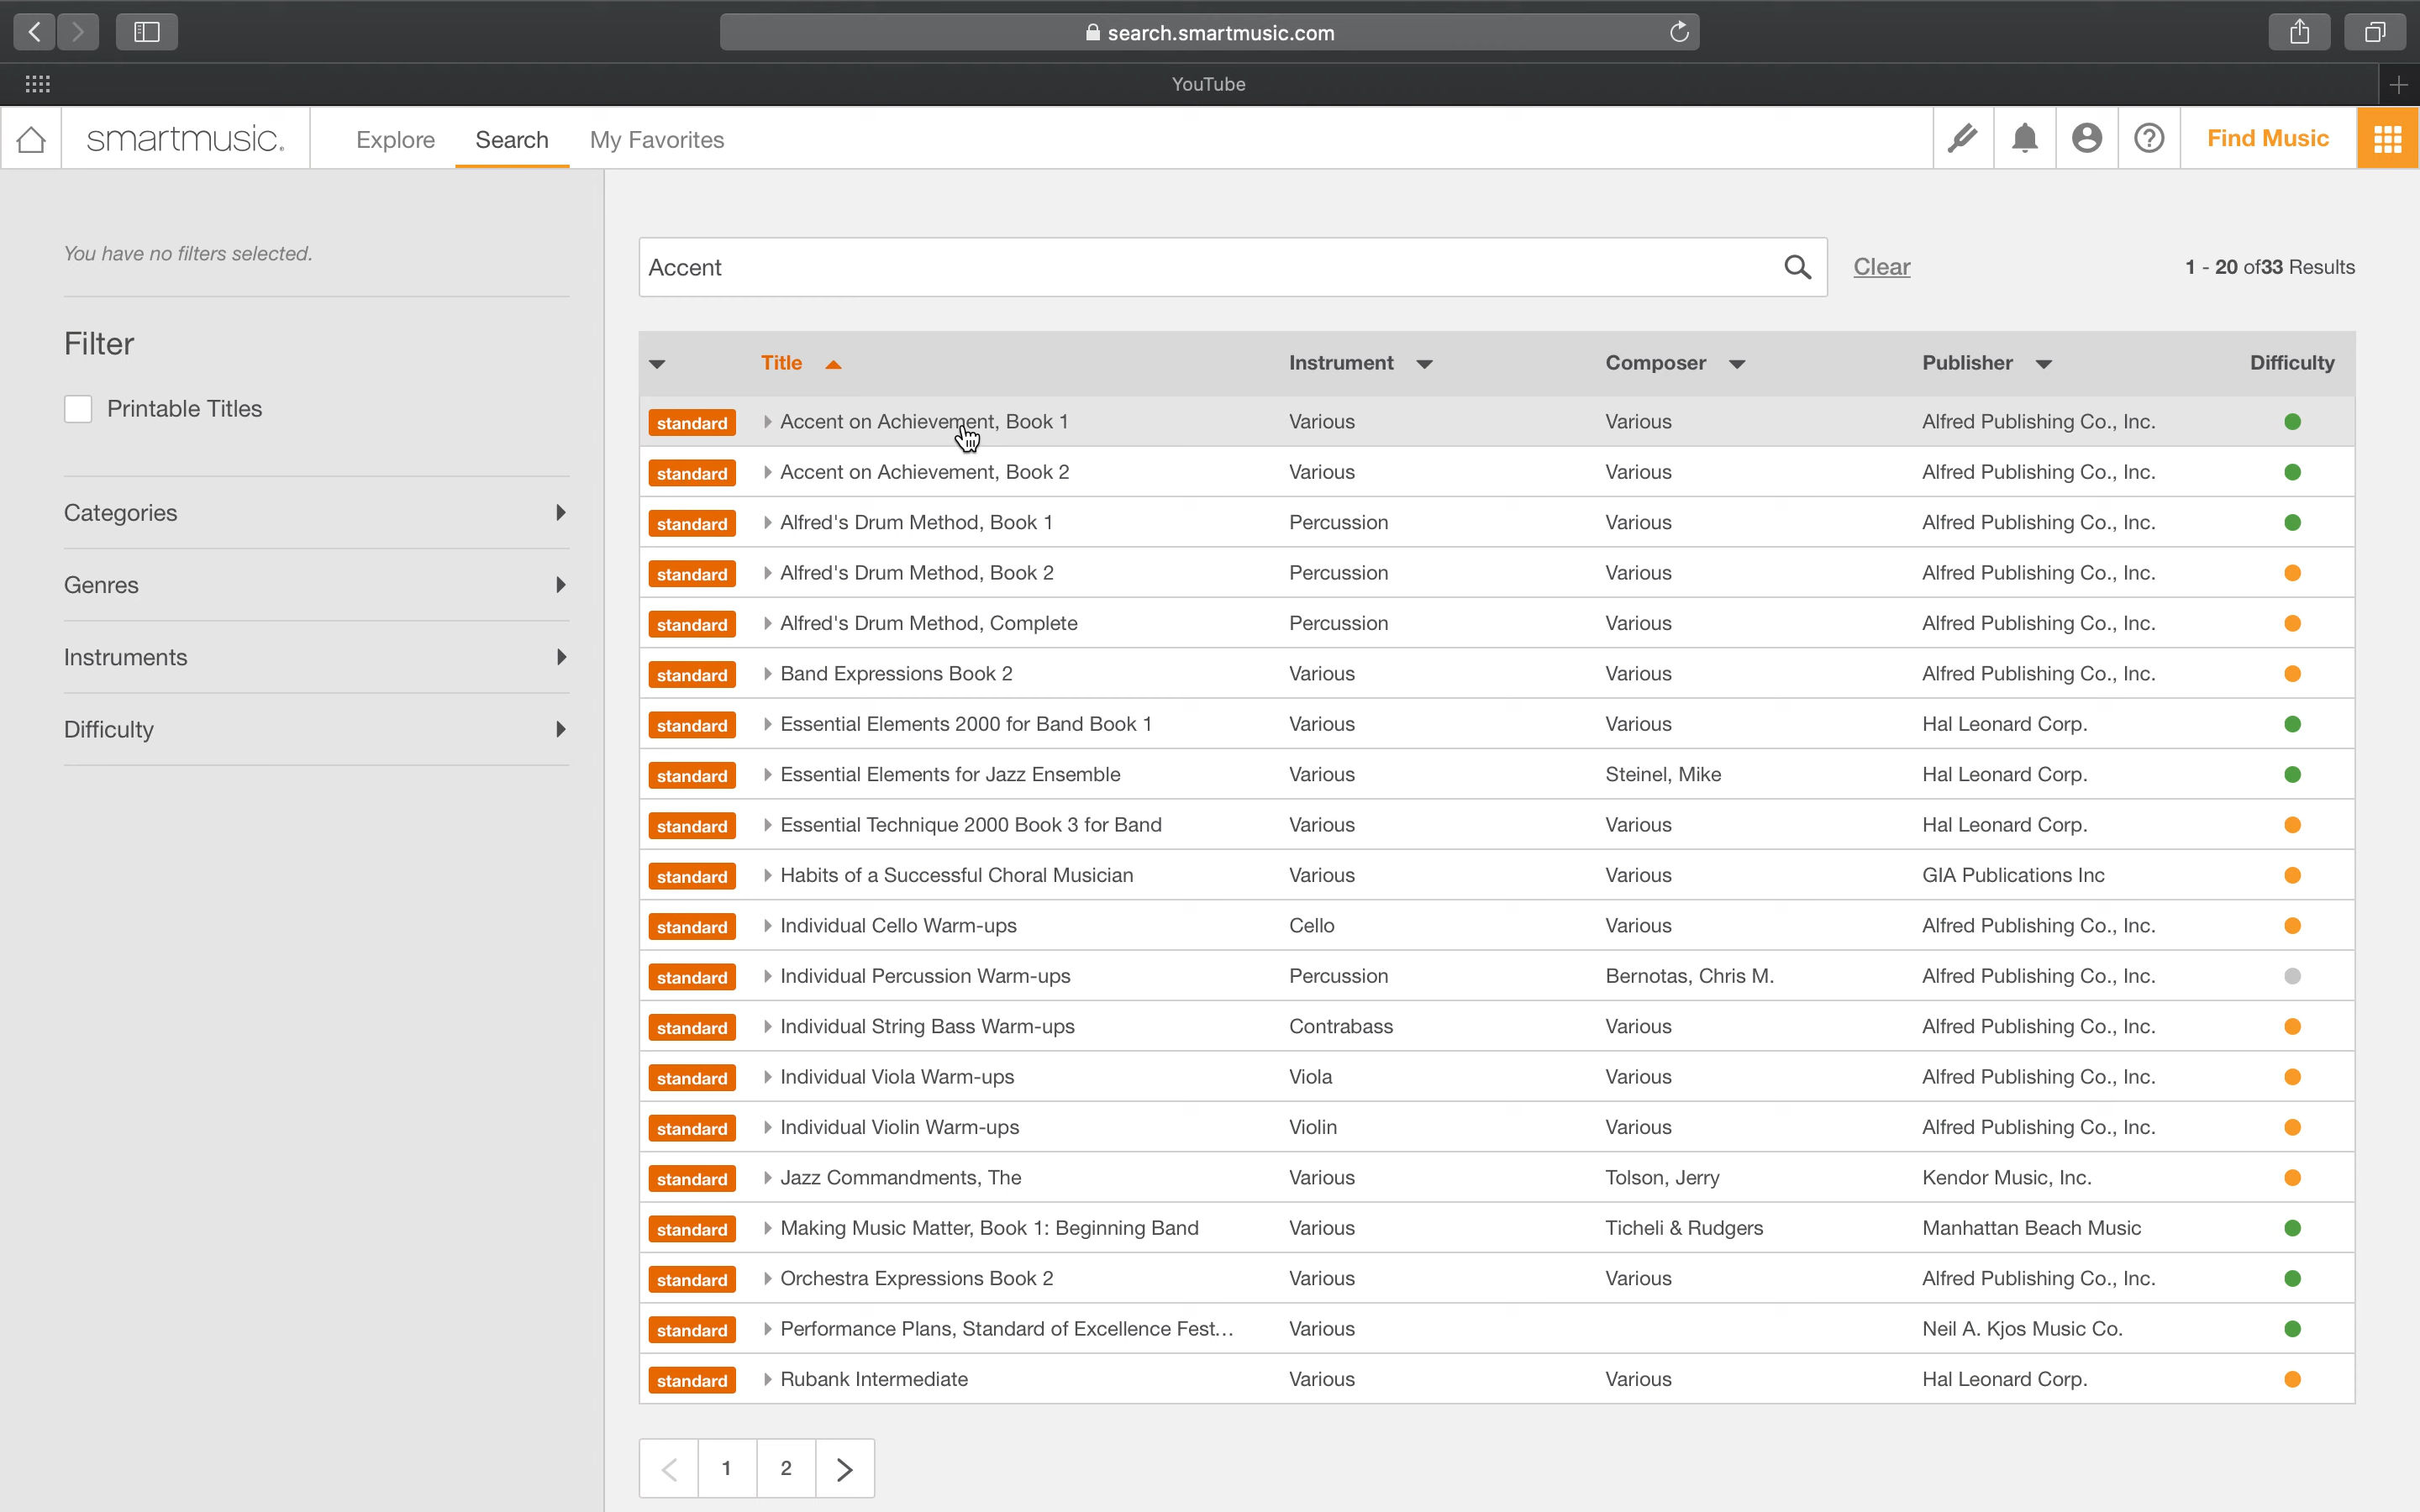 search.smartmusic.com
YouTube
smartmusic. Explore Search My Favorites Find Music
You have no filters selected.
Filter
Printable Titles
Categories
Genres
Instruments
Difficulty
Accent Clear 1 - 20 of33 Results
Title Instrument Composer Publisher Difficulty
standard Accent on Achievement, Book 1 Various Various Alfred Publishing Co., Inc.
standard Accent on Achievement, Book 2 Various Various Alfred Publishing Co., Inc.
standard Alfred's Drum Method, Book 1 Percussion Various Alfred Publishing Co., Inc.
standard Alfred's Drum Method, Book 2 Percussion Various Alfred Publishing Co., Inc.
standard Alfred's Drum Method, Complete Percussion Various Alfred Publishing Co., Inc.
standard Band Expressions Book 2 Various Various Alfred Publishing Co., Inc.
standard Essential Elements 2000 for Band Book 1 Various Various Hal Leonard Corp.
standard Essential Elements for Jazz Ensemble Various Steinel, Mike Hal Leonard Corp.
standard Essential Technique 2000 Book 3 for Band Various Various Hal Leonard Corp.
standard Habits of a Successful Choral Musician Various Various GIA Publications Inc
standard Individual Cello Warm-ups Cello Various Alfred Publishing Co., Inc.
standard Individual Percussion Warm-ups Percussion Bernotas, Chris M. Alfred Publishing Co., Inc.
standard Individual String Bass Warm-ups Contrabass Various Alfred Publishing Co., Inc.
standard Individual Viola Warm-ups Viola Various Alfred Publishing Co., Inc.
standard Individual Violin Warm-ups Violin Various Alfred Publishing Co., Inc.
standard Jazz Commandments, The Various Tolson, Jerry Kendor Music, Inc.
standard Making Music Matter, Book 1: Beginning Band Various Ticheli & Rudgers Manhattan Beach Music
standard Orchestra Expressions Book 2 Various Various Alfred Publishing Co., Inc.
standard Performance Plans, Standard of Excellence Fest... Various Neil A. Kjos Music Co.
standard Rubank Intermediate Various Various Hal Leonard Corp.
1 2